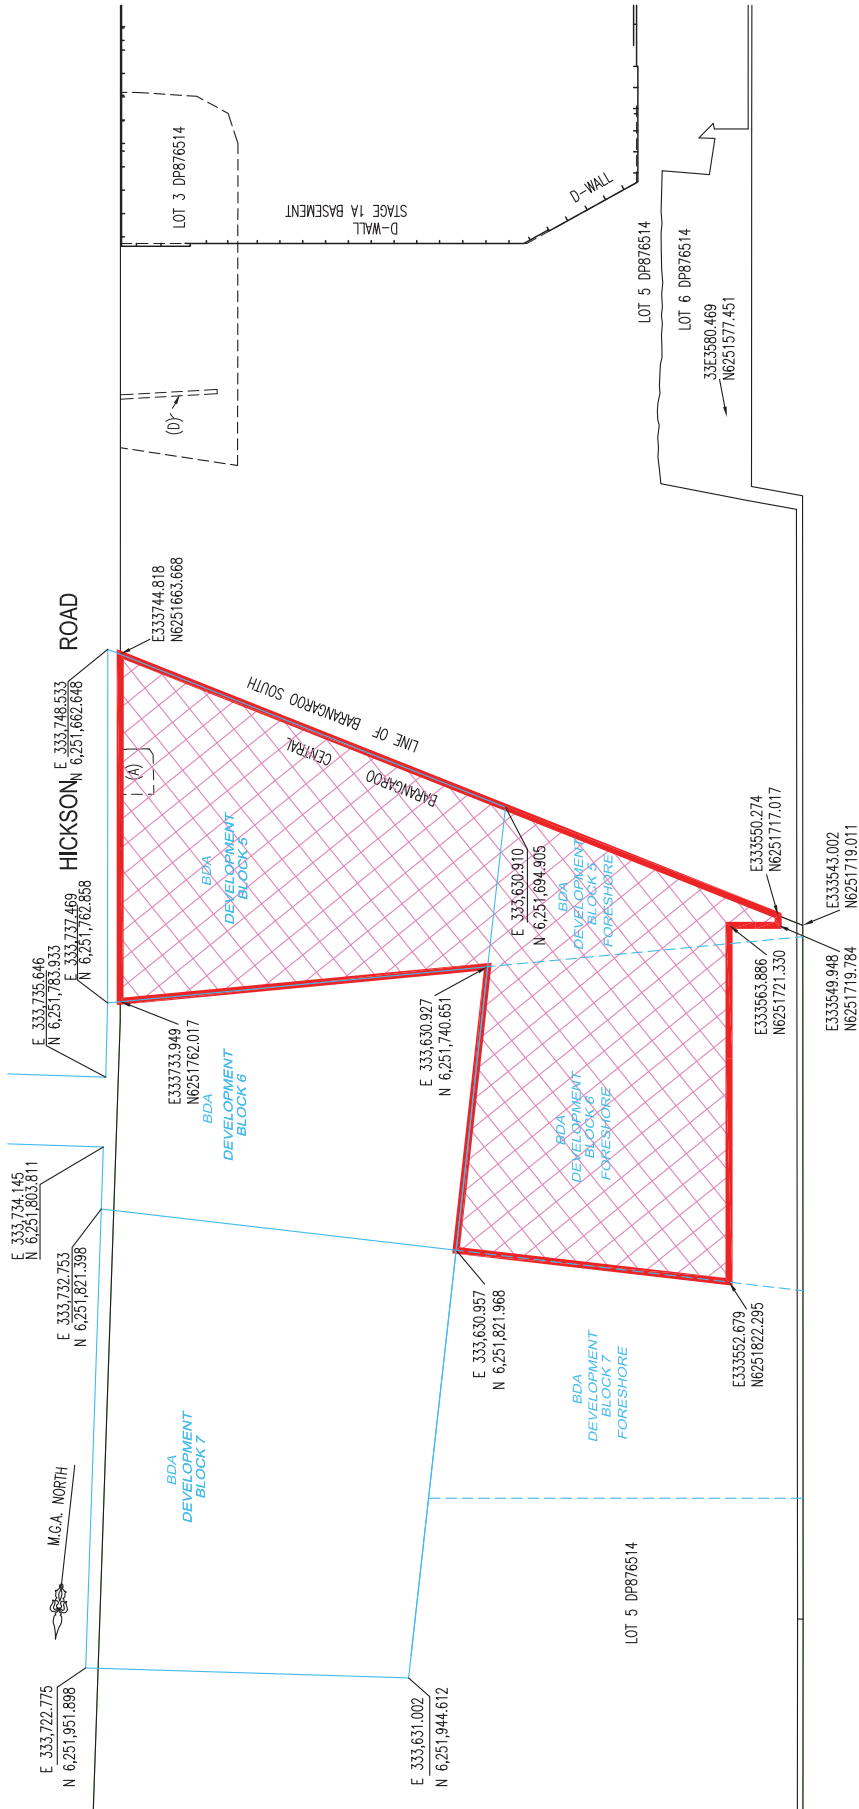 HICKSON ROAD
LOT 3 DP876514
D-WALL
STAGE 1A BASEMENT
D-WALL
LOT 5 DP876514
LOT 6 DP876514
33E3580.469
N6251577.451
(D)
E333744.818
N6251663.668
E 333,748.533
N 6,251,662.648
(A)
LINE OF BARANGAROO SOUTH
BARANGAROO CENTRAL
BDA
DEVELOPMENT
BLOCK 5
E 333,737.469
N 6,251,762.858
E 333,735.646
N 6,251,783.933
E333733.949
N6251762.017
E 333,630.910
N 6,251,694.905
BDA
DEVELOPMENT
BLOCK 5
FORESHORE
E333550.274
N6251717.017
E333543.002
N6251719.011
E333563.886
N6251721.330
E333549.948
N6251719.784
E 333,630.927
N 6,251,740.651
BDA
DEVELOPMENT
BLOCK 6
BDA
DEVELOPMENT
BLOCK 6
FORESHORE
E 333,734.145
N 6,251,803.811
E 333,732.753
N 6,251,821.398
E 333,630.957
N 6,251,821.968
E333552.679
N6251822.295
BDA
DEVELOPMENT
BLOCK 7
FORESHORE
BDA
DEVELOPMENT
BLOCK 7
M.G.A. NORTH
LOT 5 DP876514
E 333,722.775
N 6,251,951.898
E 333,631.002
N 6,251,944.612